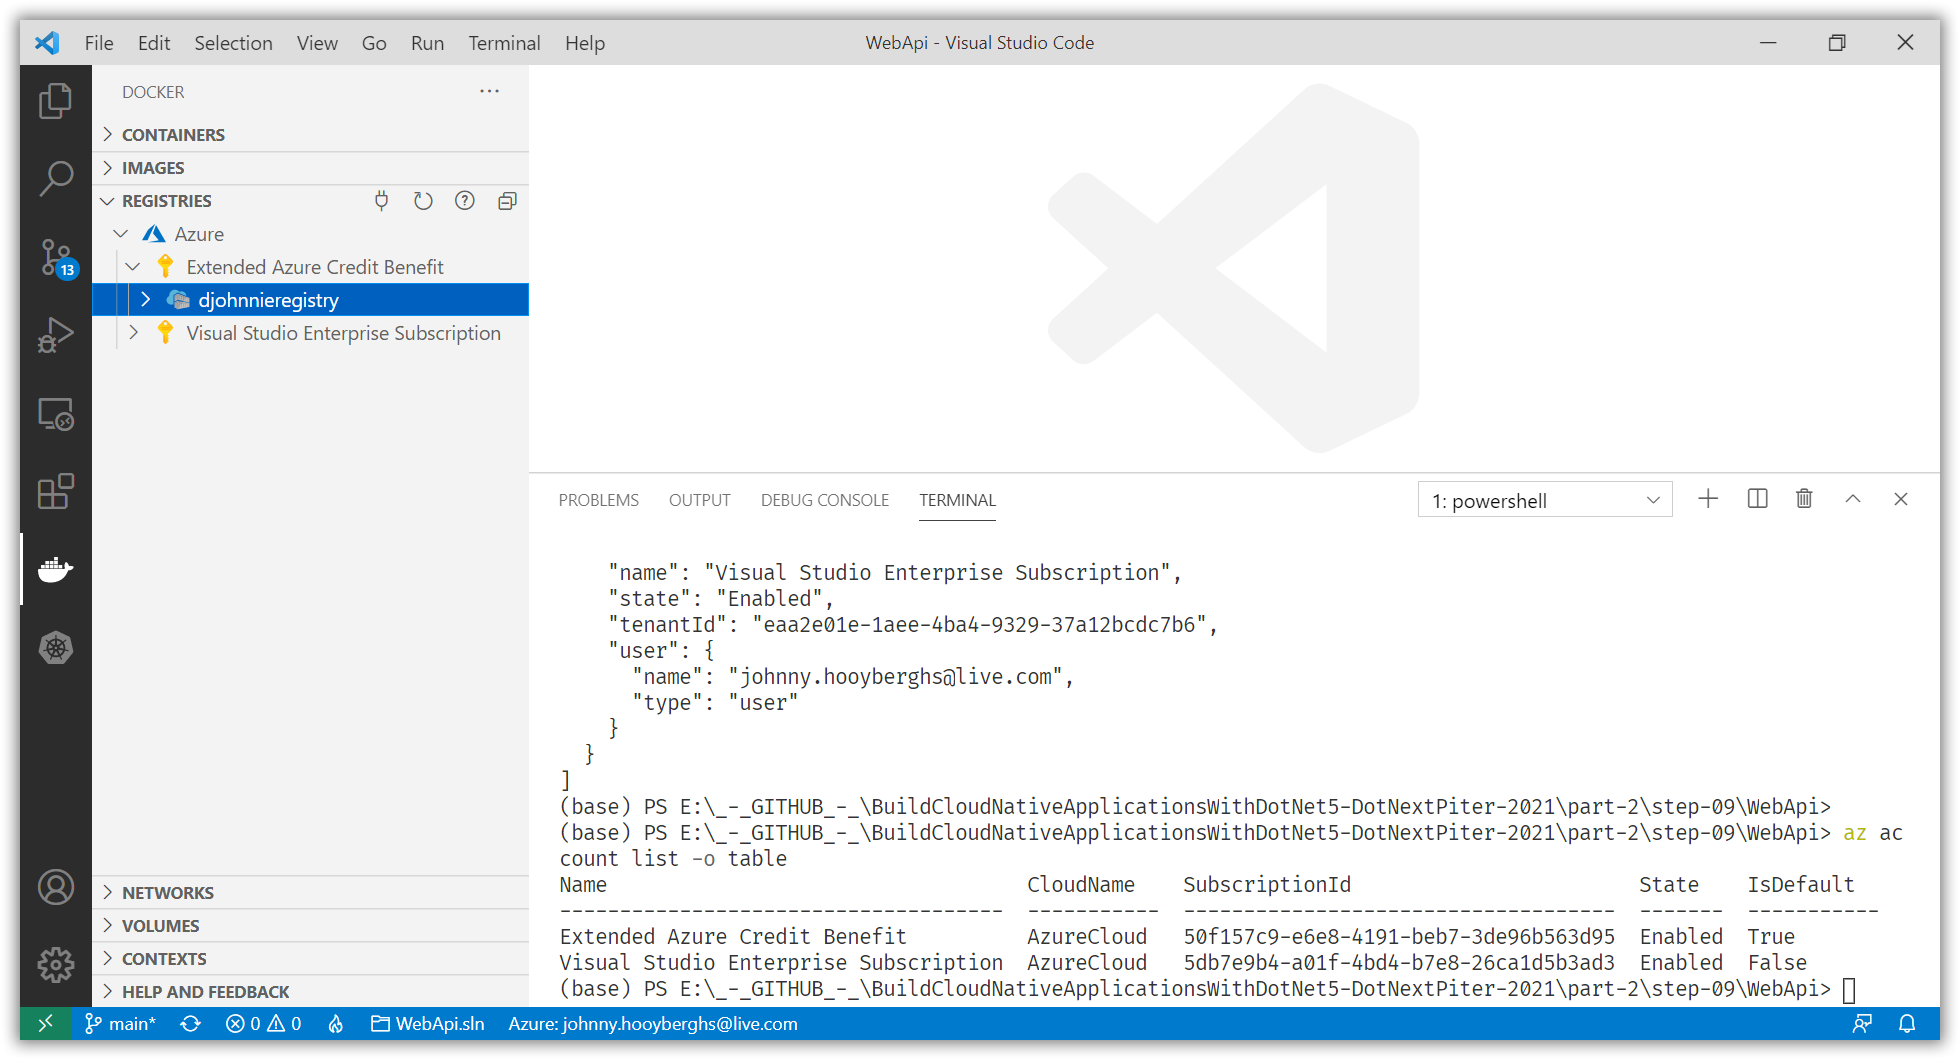 File Edit Selection View Go Run Terminal Help
WebApi - Visual Studio Code
DOCKER
CONTAINERS
IMAGES
REGISTRIES
Azure
Extended Azure Credit Benefit
djohnnieregistry
Visual Studio Enterprise Subscription
13
NETWORKS
VOLUMES
CONTEXTS
HELP AND FEEDBACK
PROBLEMS OUTPUT DEBUG CONSOLE TERMINAL
1: powershell
"name": "Visual Studio Enterprise Subscription",
"state": "Enabled",
"tenantId": "eaa2e01e-1aee-4ba4-9329-37a12bcdc7b6",
"user": {
"name": "johnny.hooyberghs@live.com",
"type": "user"
}
}
]
(base) PS E:\_-_GITHUB_-_\BuildCloudNativeApplicationsWithDotNet5-DotNextPiter-2021\part-2\step-09\WebApi>
(base) PS E:\_-_GITHUB_-_\BuildCloudNativeApplicationsWithDotNet5-DotNextPiter-2021\part-2\step-09\WebApi> az ac
count list -o table
Name CloudName SubscriptionId State IsDefault
------------------------------------- ----------- ------------------------------------ ------- -----------
Extended Azure Credit Benefit AzureCloud 50f157c9-e6e8-4191-beb7-3de96b563d95 Enabled True
Visual Studio Enterprise Subscription AzureCloud 5db7e9b4-a01f-4bd4-b7e8-26ca1d5b3ad3 Enabled False
(base) PS E:\_-_GITHUB_-_\BuildCloudNativeApplicationsWithDotNet5-DotNextPiter-2021\part-2\step-09\WebApi>
main* 0 0 WebApi.sln Azure: johnny.hooyberghs@live.com